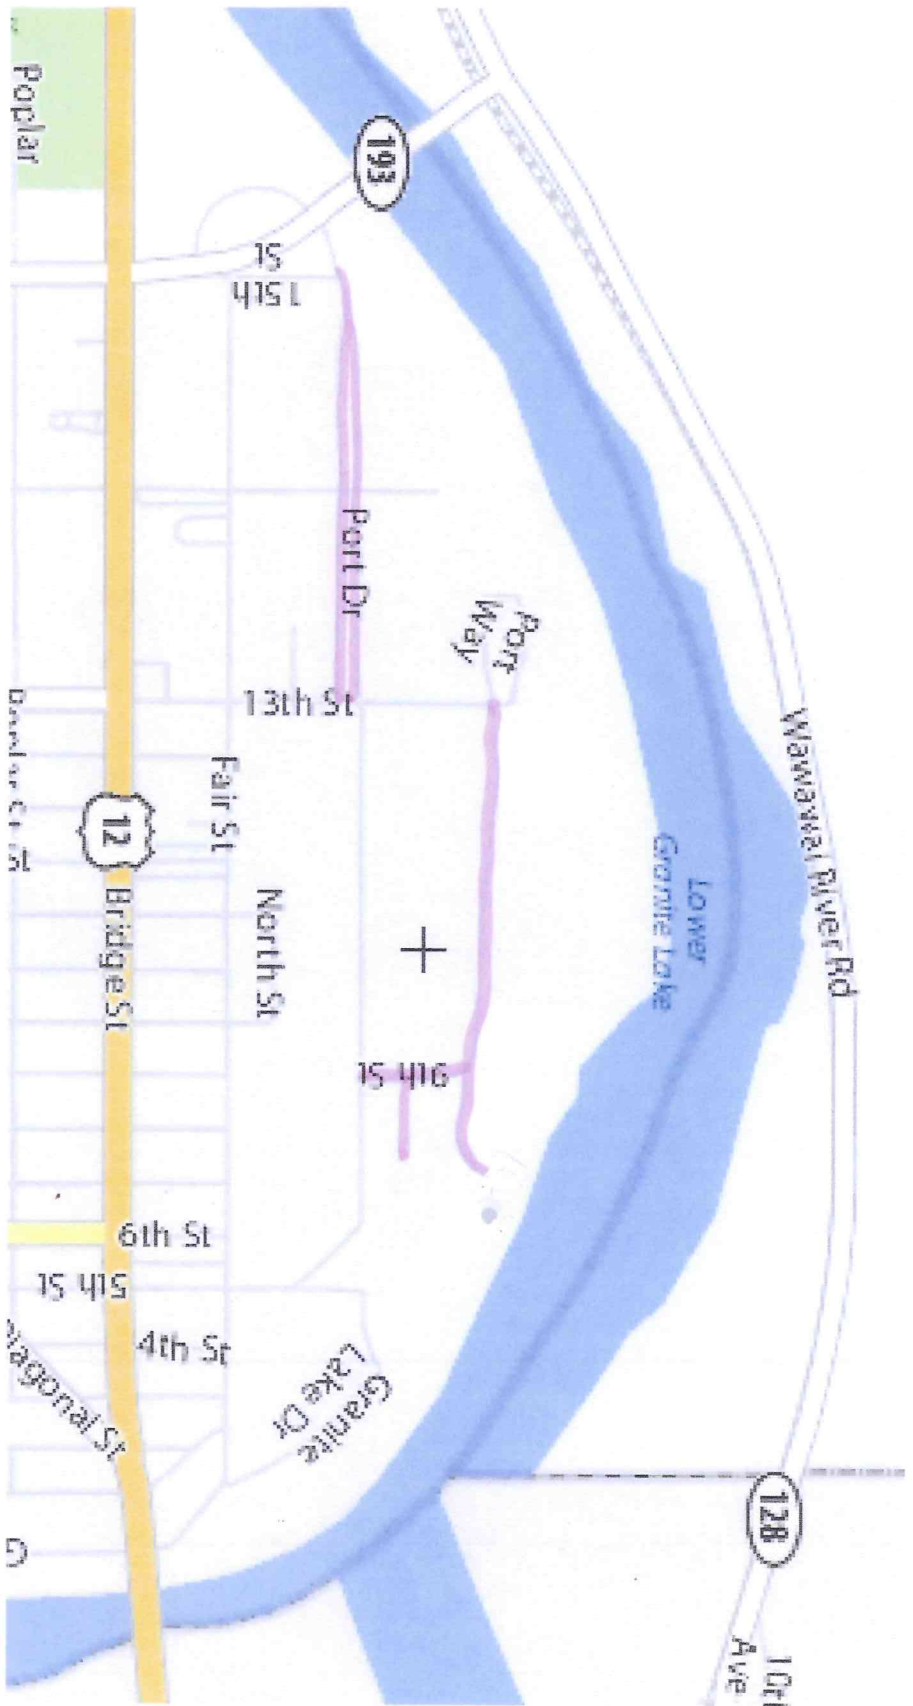 Poplar
193
15th
St
Port Dr
Port
Way
13th St
Fair St
12
Bridge St
North St
9th St
Lower
Granite Lake
Wawawai River Rd
6th St
5th St
4th St
Granite
Lake Dr
128
Ave
G